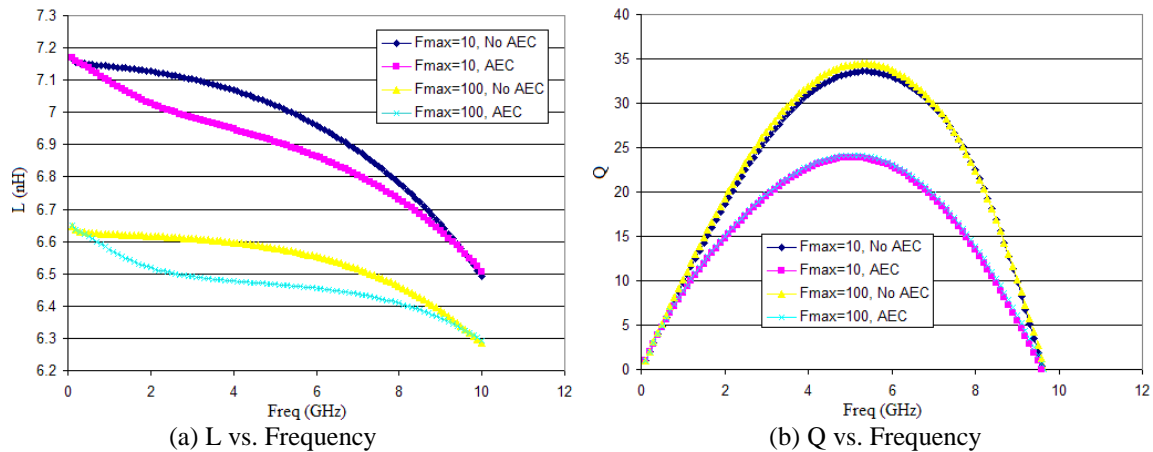 7.3
7.2
7.1
7
6.9
6.8
6.7
6.6
6.5
6.4
6.3
6.2
L (nH)
Fmax=10, No AEC
Fmax=10, AEC
Fmax=100, No AEC
Fmax=100, AEC
0 2 4 6 8 10 12
Freq (GHz)
(a) L vs. Frequency
40
35
30
25
20
15
10
5
0
Q
Fmax=10, No AEC
Fmax=10, AEC
Fmax=100, No AEC
Fmax=100, AEC
0 2 4 6 8 10 12
Freq (GHz)
(b) Q vs. Frequency